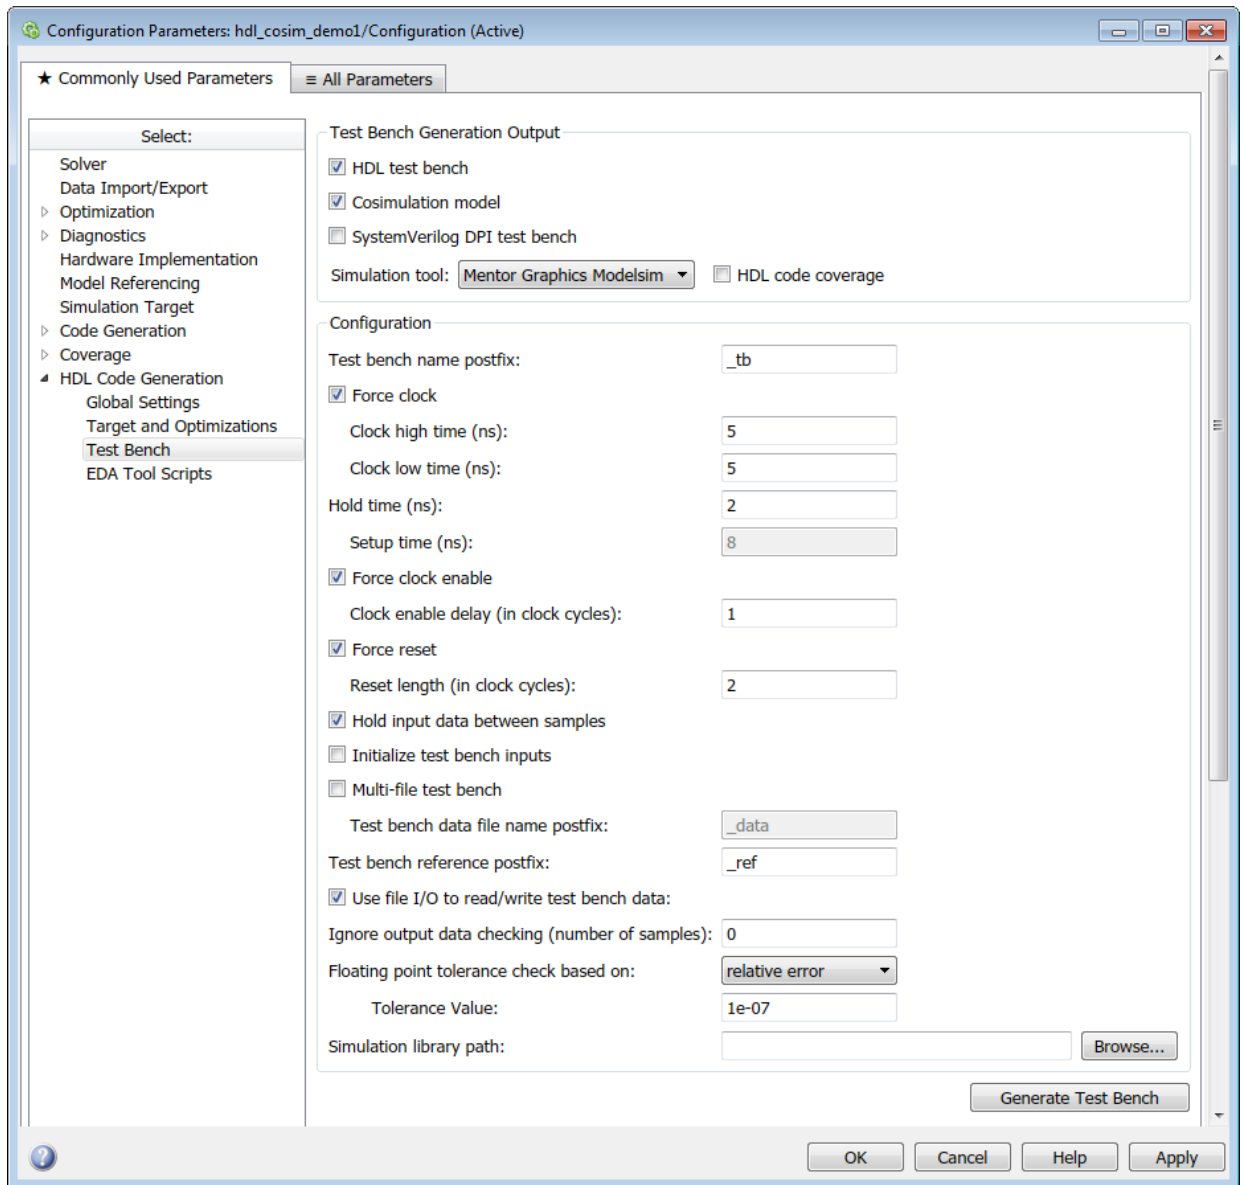 Configuration Parameters: hdl_cosim_demo1/Configuration (Active)
★ Commonly Used Parameters
≡ All Parameters
Select:
Solver
Data Import/Export
Optimization
Diagnostics
Hardware Implementation
Model Referencing
Simulation Target
Code Generation
Coverage
HDL Code Generation
Global Settings
Target and Optimizations
Test Bench
EDA Tool Scripts
Test Bench Generation Output
HDL test bench
Cosimulation model
SystemVerilog DPI test bench
Simulation tool: Mentor Graphics Modelsim HDL code coverage
Configuration
Test bench name postfix: _tb
Force clock
Clock high time (ns): 5
Clock low time (ns): 5
Hold time (ns): 2
Setup time (ns): 8
Force clock enable
Clock enable delay (in clock cycles): 1
Force reset
Reset length (in clock cycles): 2
Hold input data between samples
Initialize test bench inputs
Multi-file test bench
Test bench data file name postfix: _data
Test bench reference postfix: _ref
Use file I/O to read/write test bench data:
Ignore output data checking (number of samples): 0
Floating point tolerance check based on: relative error
Tolerance Value: 1e-07
Simulation library path: Browse...
Generate Test Bench
? OK Cancel Help Apply